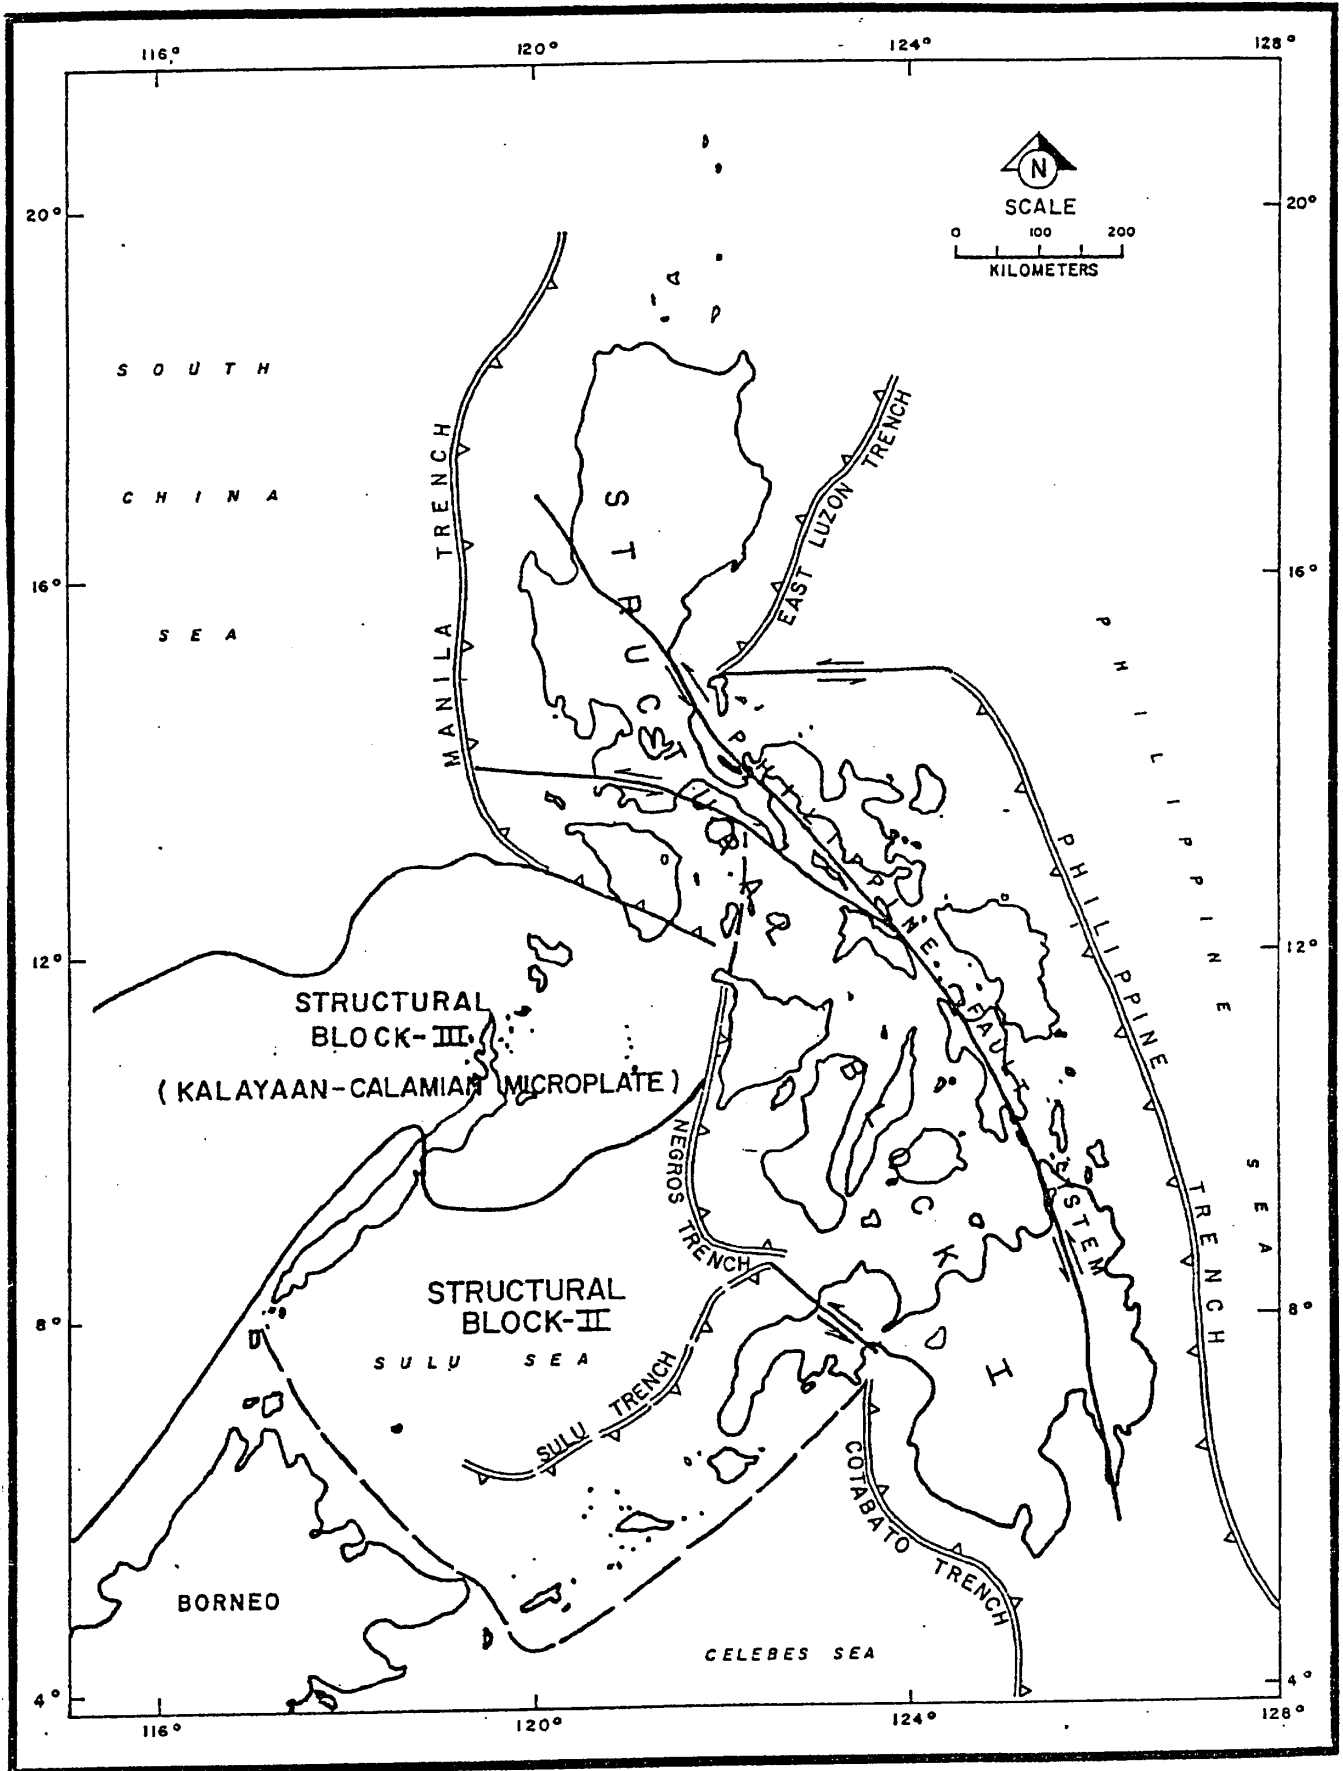 116°
120°
124°
128°
20°
20°
N
SCALE
0 100 200
KILOMETERS
SOUTH
CHINA
SEA
MANILA TRENCH
EAST LUZON TRENCH
16°
16°
PHILIPPINE SEA
PHILIPPINE TRENCH
PHILIPPINE FAULT SYSTEM
STRUCTURAL BLOCK I
12°
12°
STRUCTURAL
BLOCK-III
(KALAYAAN-CALAMIAN MICROPLATE)
NEGROS TRENCH
STRUCTURAL
BLOCK-II
8°
8°
SULU SEA
SULU TRENCH
COTABATO TRENCH
BORNEO
CELEBES SEA
4°
4°
116°
120°
124°
128°